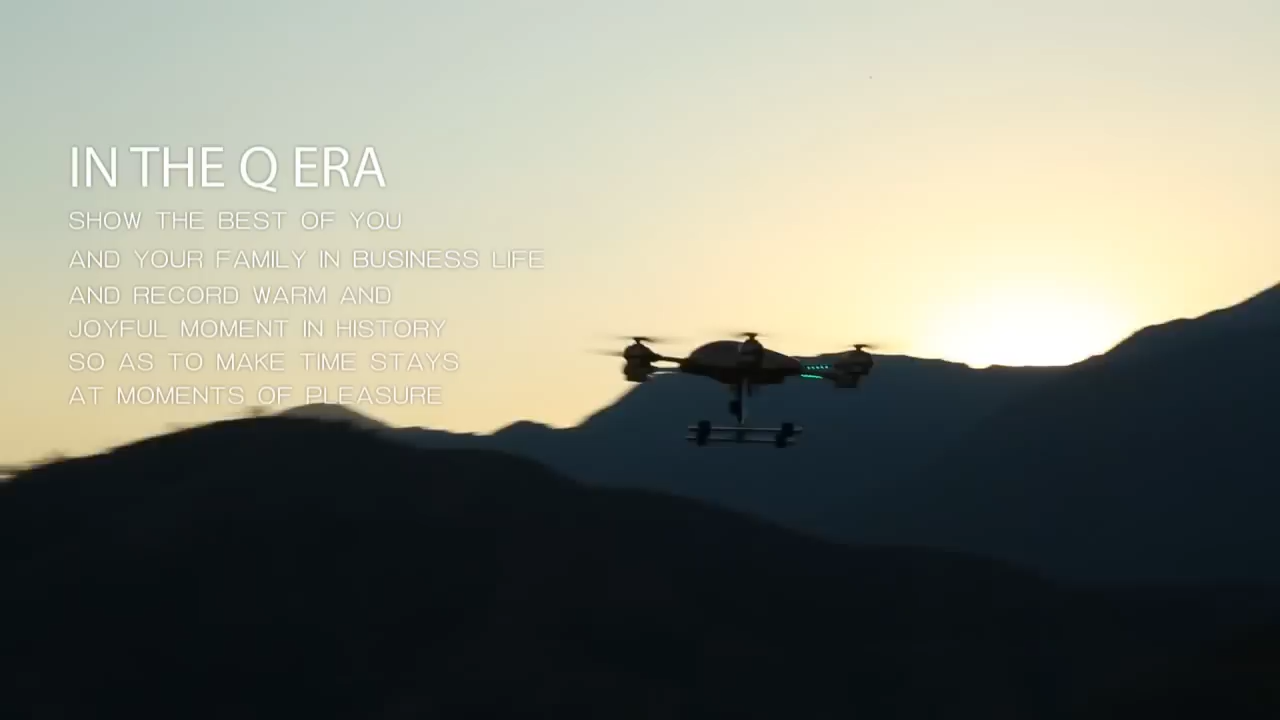 IN THE Q ERA
SHOW THE BEST OF YOU
AND YOUR FAMILY IN BUSINESS LIFE
AND RECORD WARM AND
JOYFUL MOMENT IN HISTORY
SO AS TO MAKE TIME STAYS
AT MOMENTS OF PLEASURE